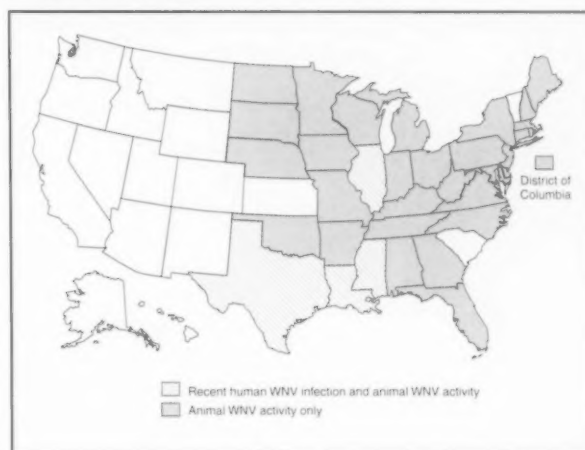 District of
Columbia
Recent human WNV infection and animal WNV activity
Animal WNV activity only